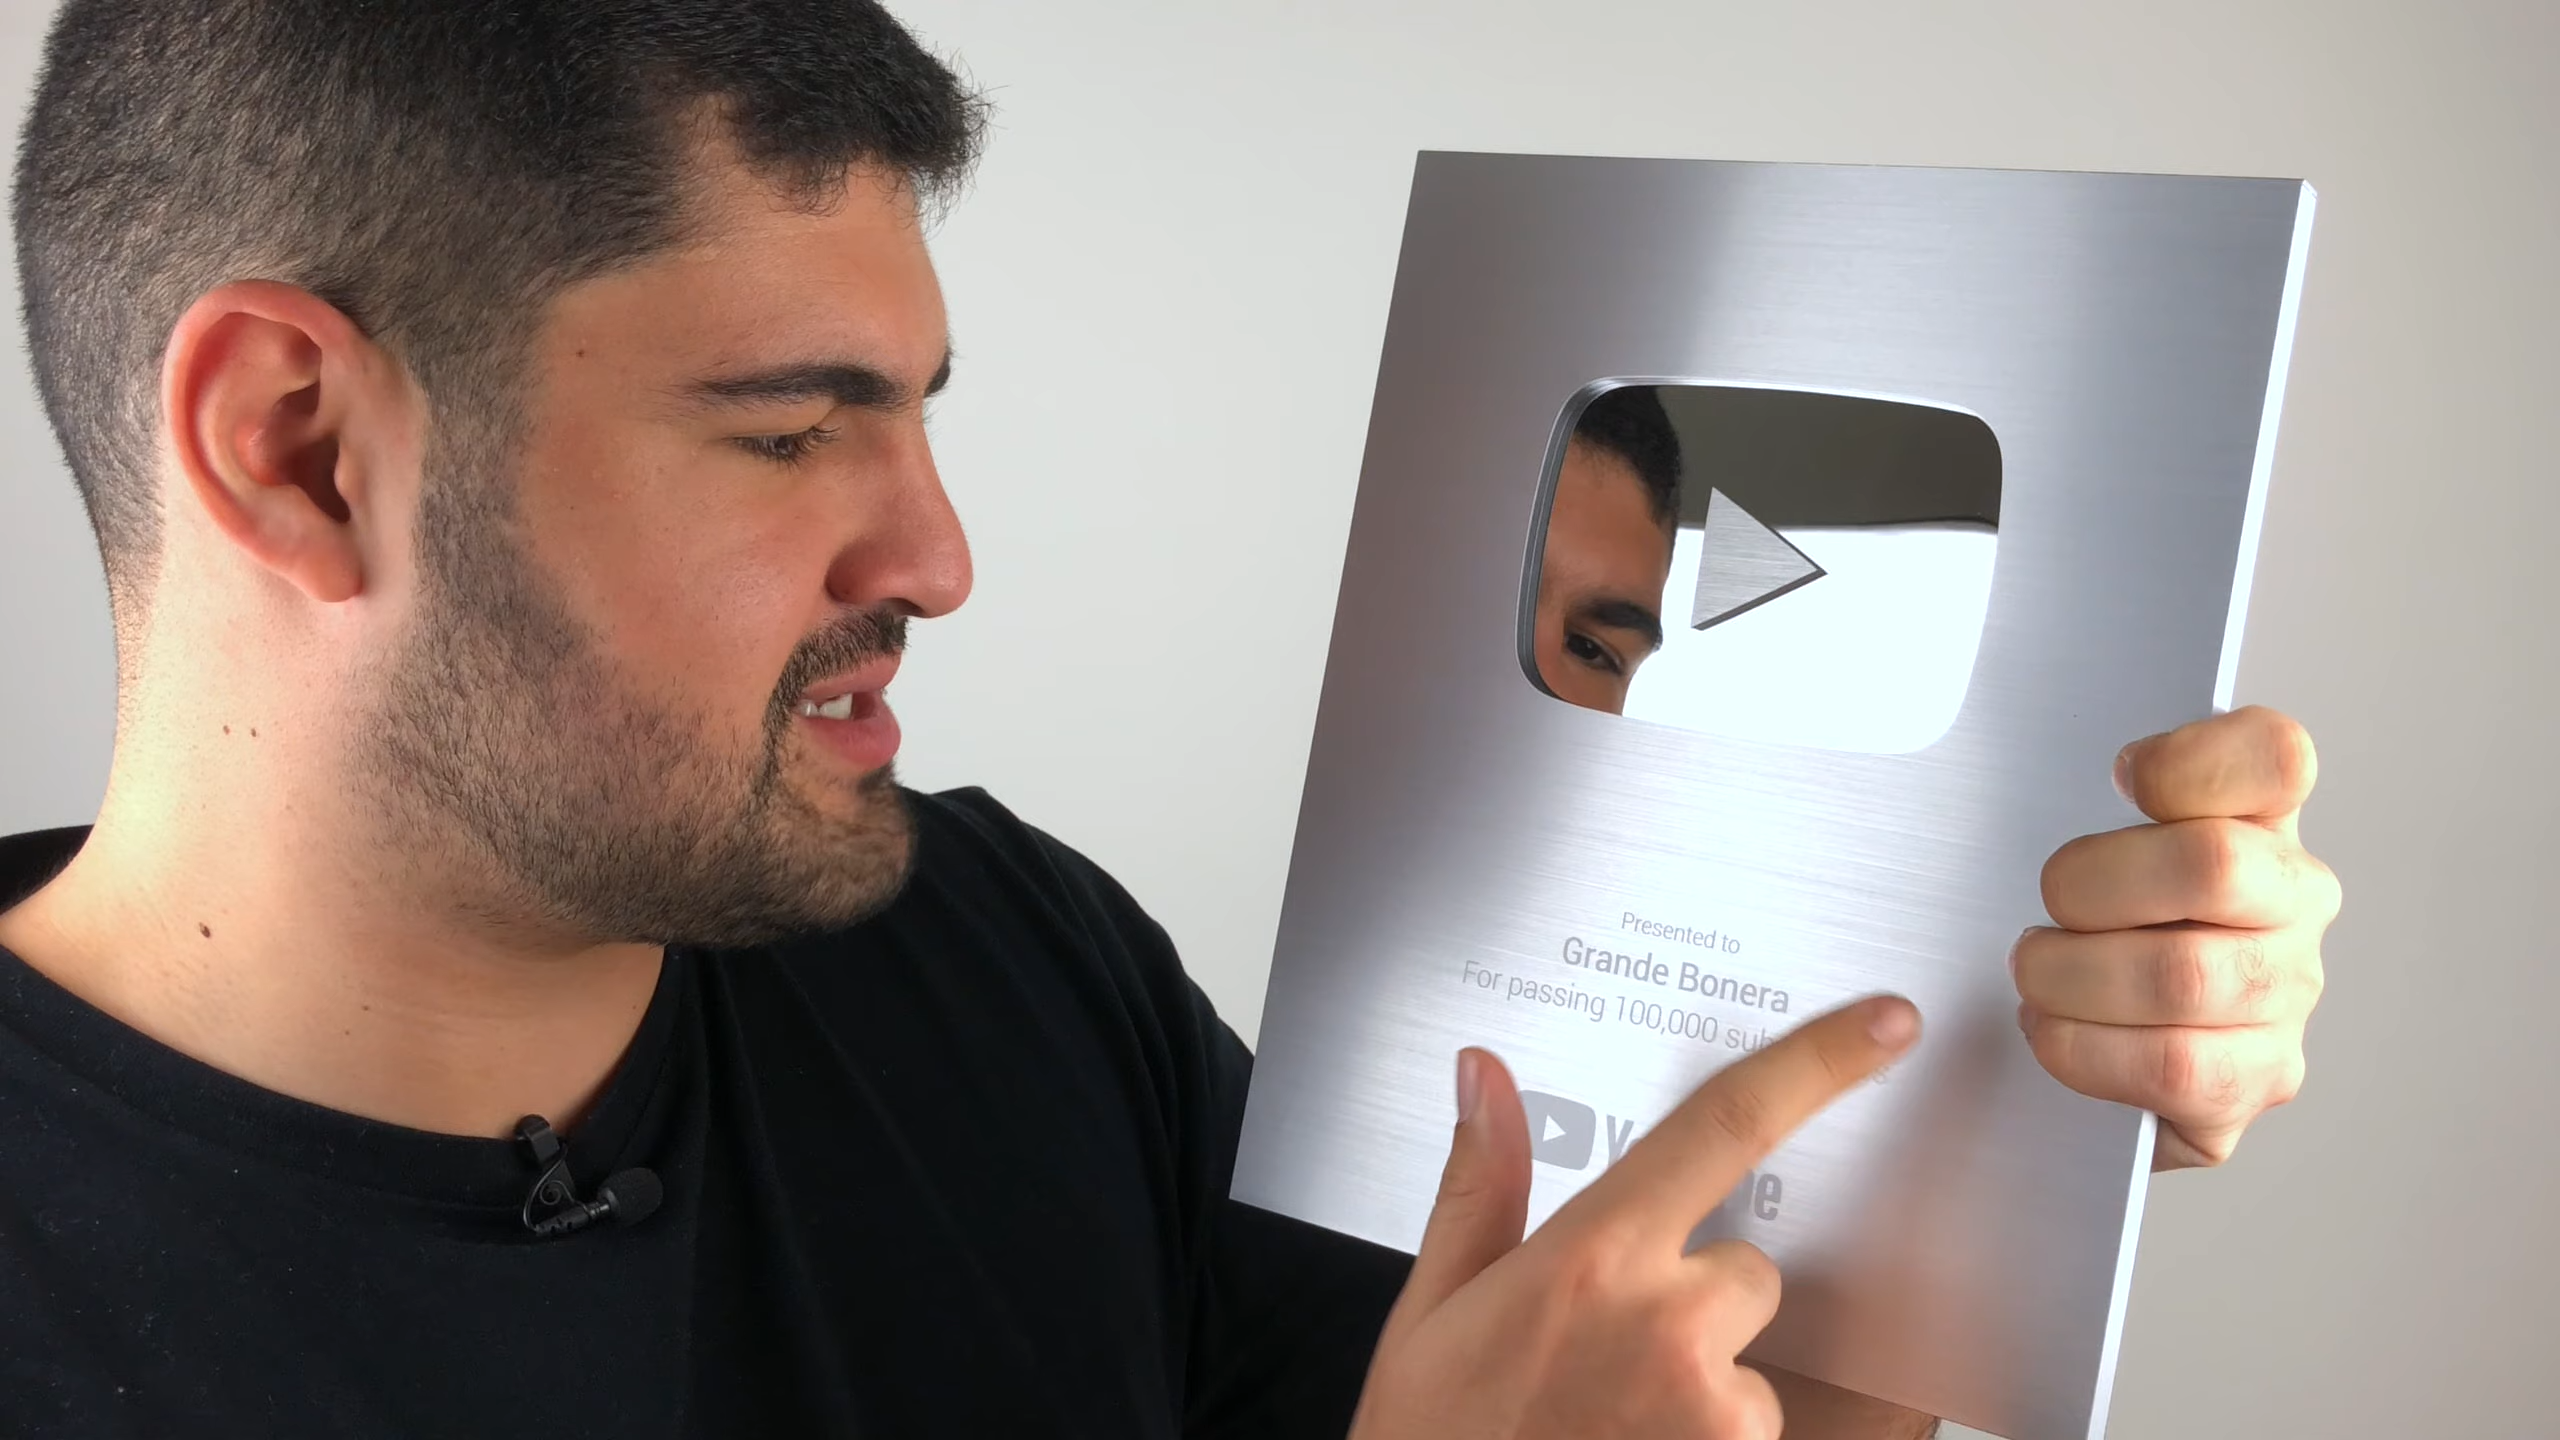 Presented to
Grande Bonera
For passing 100,000